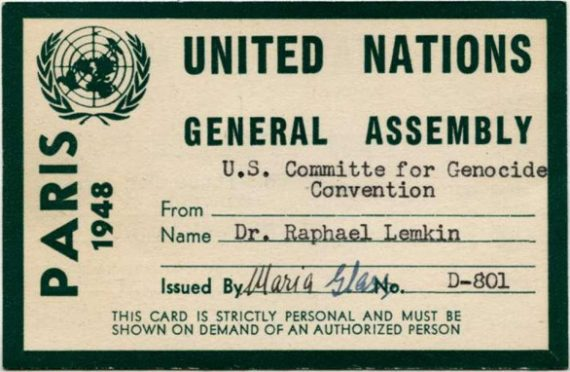 UNITED NATIONS
GENERAL ASSEMBLY
PARIS 1948
U.S. Committe for Genocide
Convention
From
Name Dr. Raphael Lemkin
Issued By Maria Glass No. D-801
THIS CARD IS STRICTLY PERSONAL AND MUST BE
SHOWN ON DEMAND OF AN AUTHORIZED PERSON